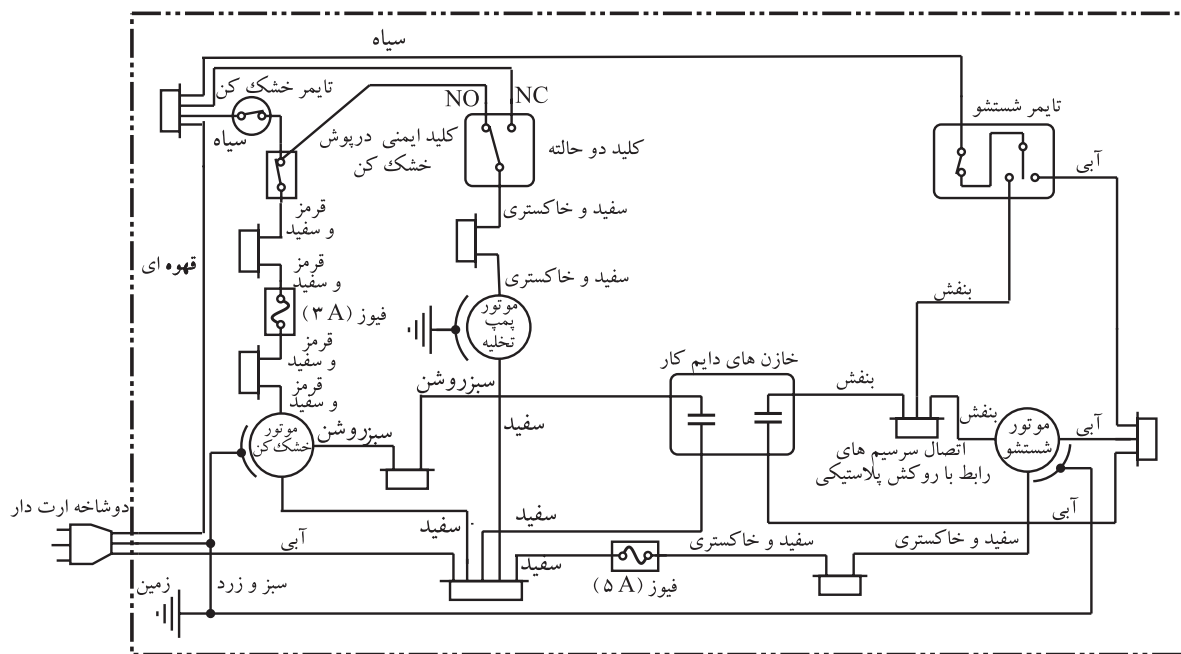 سیاه
تایمر خشک کن
سیاه
NO
NC
کلید ایمنی درپوش
خشک کن
کلید دو حالته
تایمر شستشو
آبی
قرمز
و سفید
سفید و خاکستری
قهوه ای
قرمز
و سفید
سفید و خاکستری
بنفش
فیوز (۳ A)
موتور
پمپ
تخلیه
قرمز
و سفید
خازن های دایم کار
قرمز
و سفید
سبزروشن
بنفش
سفید
بنفش
موتور
خشک کن
سبزروشن
موتور
شستشو
آبی
اتصال سرسیم های
رابط با روکش پلاستیکی
دوشاخه ارت دار
سفید
سفید
آبی
آبی
سفید
سفید و خاکستری
سفید و خاکستری
فیوز (۵ A)
زمین
سبز و زرد